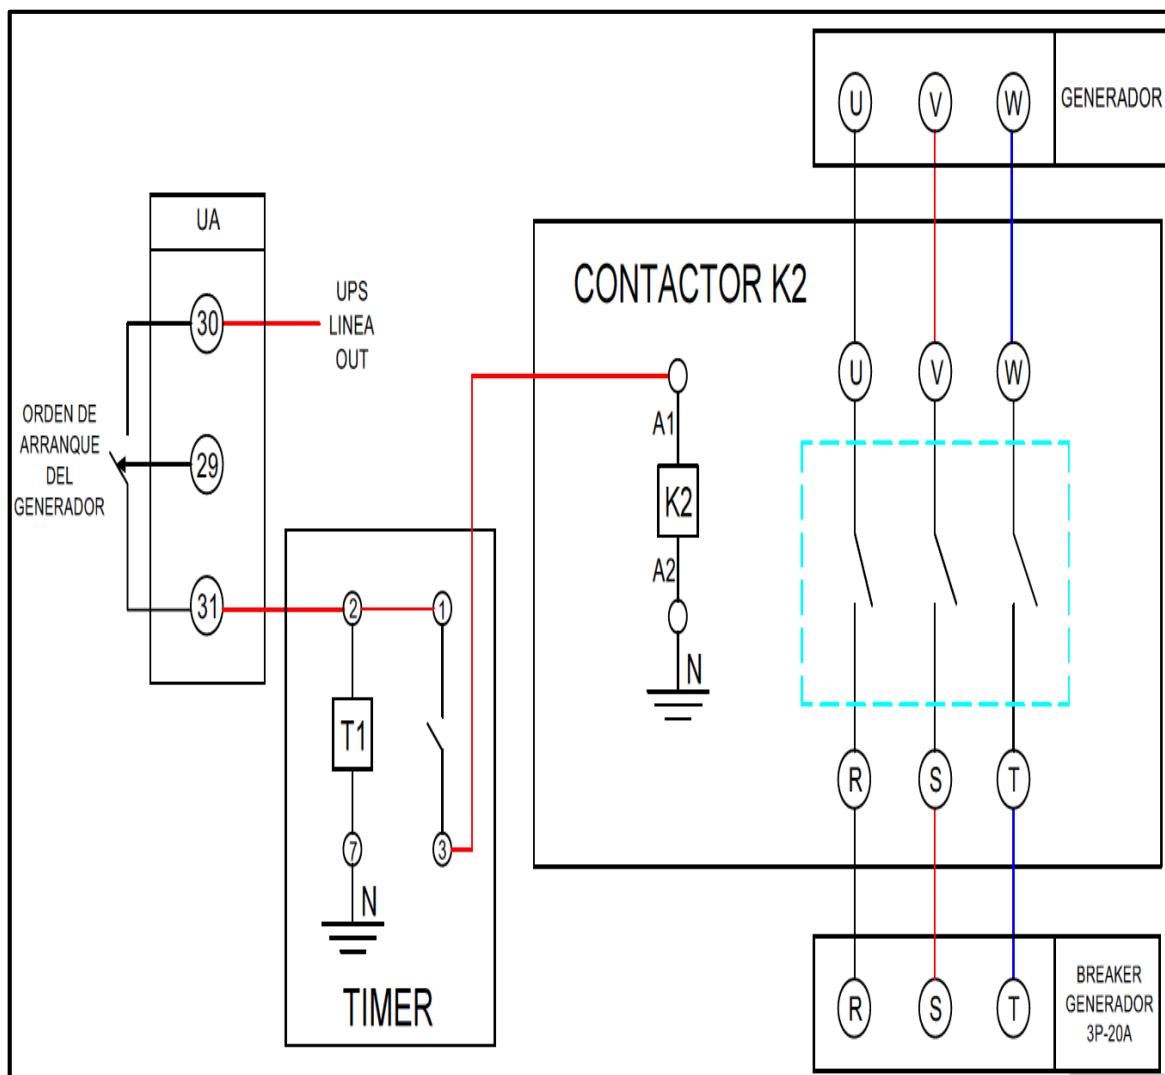 U
V
W
GENERADOR
UA
30
UPS
LINEA
OUT
CONTACTOR K2
U
V
W
ORDEN DE
ARRANQUE
DEL
GENERADOR
29
A1
K2
A2
N
31
2
1
T1
7
3
N
TIMER
R
S
T
R
S
T
BREAKER
GENERADOR
3P-20A